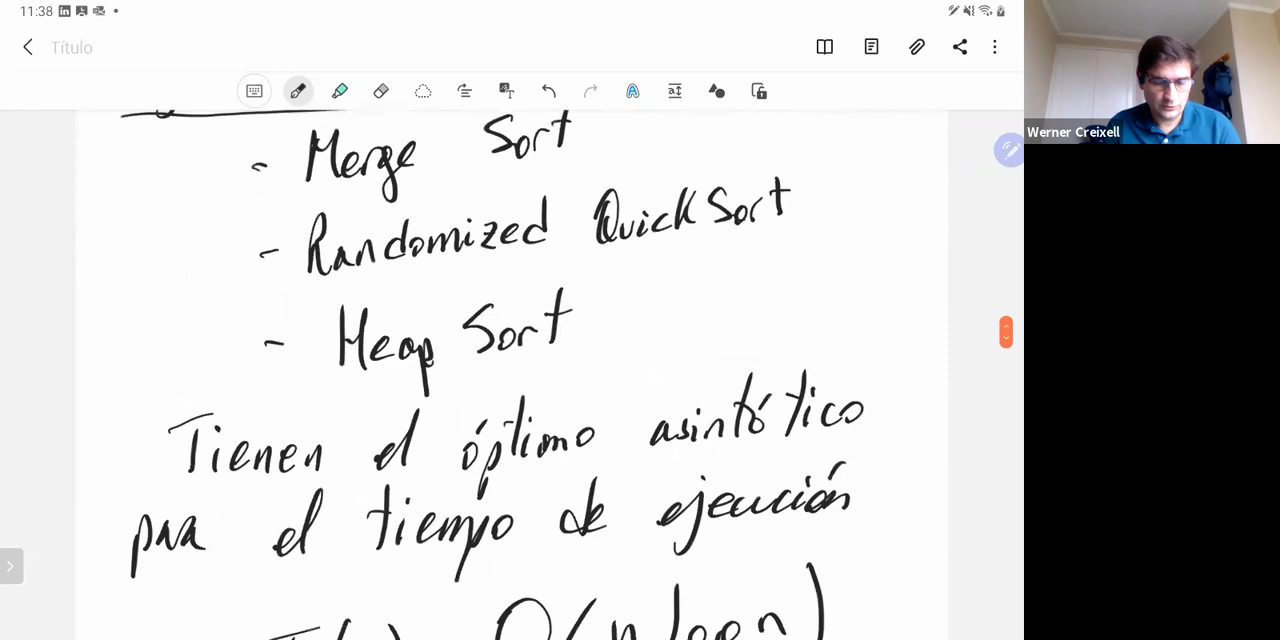 11:38
Título
Werner Creixell
- Merge Sort
- Randomized QuickSort
- Heap Sort
Tienen el óptimo asintótico
para el tiempo de ejecución
O(n log n)